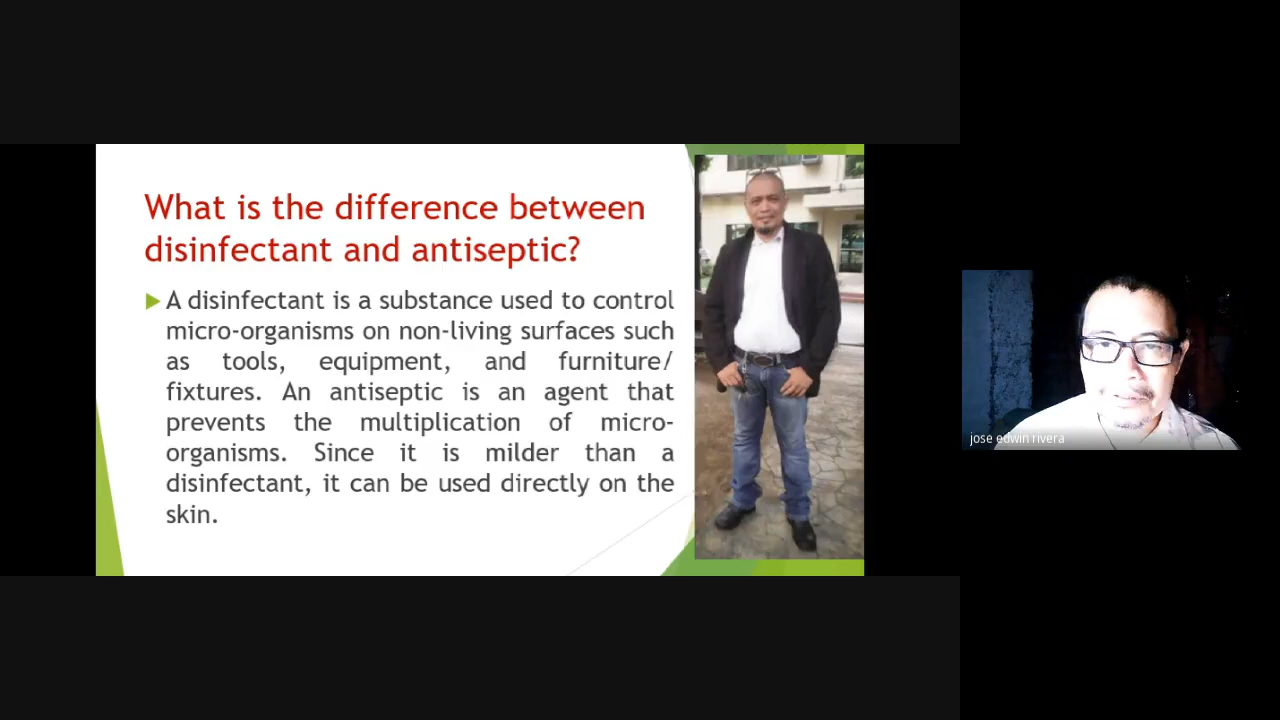 What is the difference between
disinfectant and antiseptic?
A disinfectant is a substance used to control
micro-organisms on non-living surfaces such
as tools, equipment, and furniture/
fixtures. An antiseptic is an agent that
prevents the multiplication of micro-
organisms. Since it is milder than a
disinfectant, it can be used directly on the
skin.
jose edwin rivera